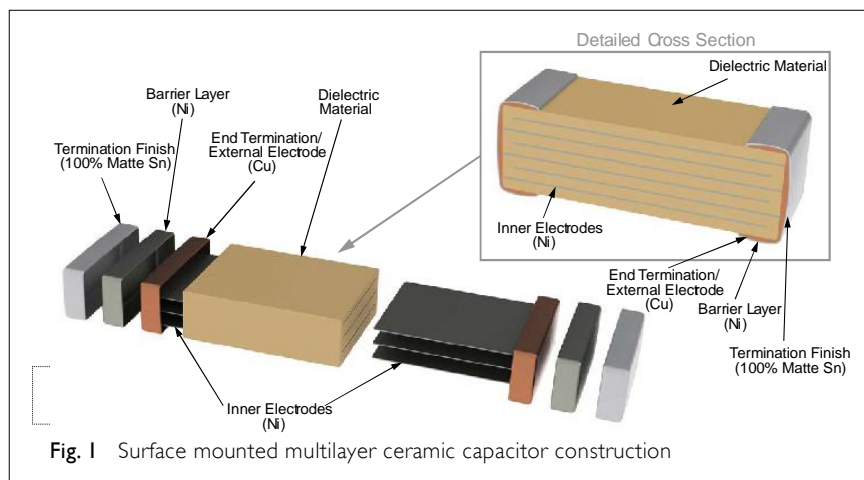 Detailed Cross Section
Dielectric Material
Barrier Layer
(Ni)
Dielectric
Material
Termination Finish
(100% Matte Sn)
End Termination/
External Electrode
(Cu)
Inner Electrodes
(Ni)
End Termination/
External Electrode
(Cu)
Barrier Layer
(Ni)
Termination Finish
(100% Matte Sn)
Inner Electrodes
(Ni)
Fig. 1 Surface mounted multilayer ceramic capacitor construction